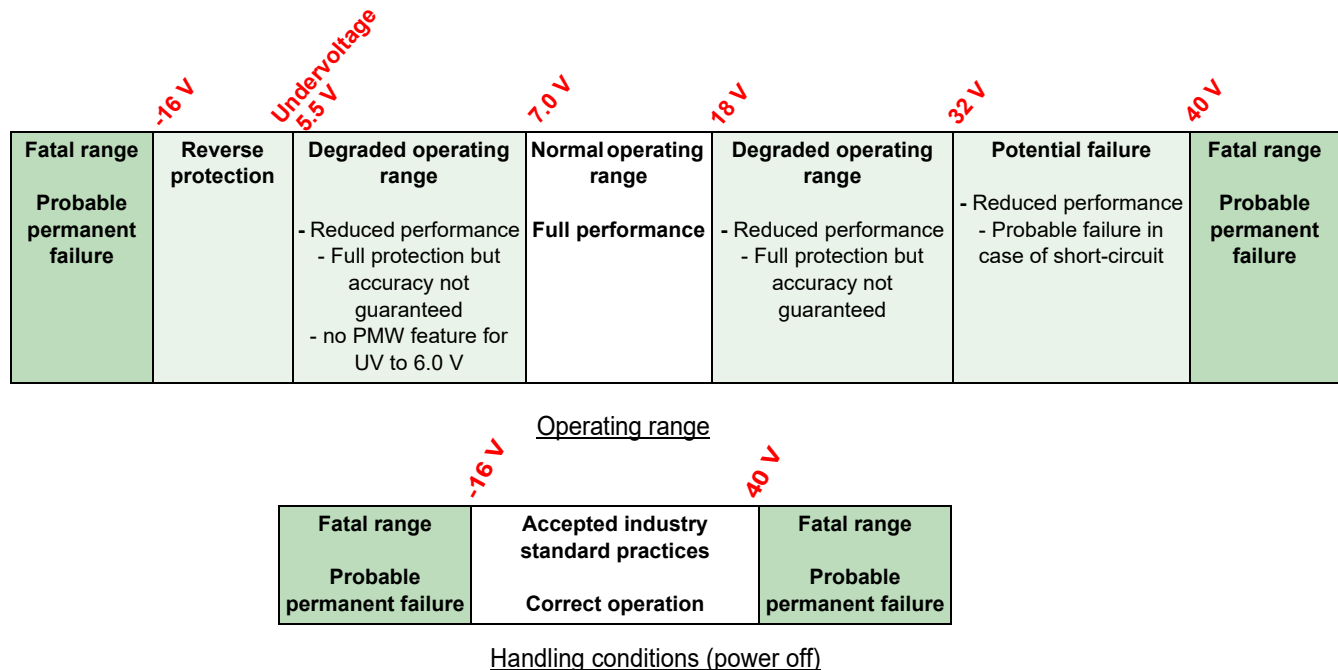 -16 V
Undervoltage
5.5 V
7.0 V
18 V
32 V
40 V
Fatal range
Probable
permanent
failure
Reverse
protection
Degraded operating
range
- Reduced performance
- Full protection but
accuracy not
guaranteed
- no PMW feature for
UV to 6.0 V
Normal operating
range
Full performance
Degraded operating
range
- Reduced performance
- Full protection but
accuracy not
guaranteed
Potential failure
- Reduced performance
- Probable failure in
case of short-circuit
Fatal range
Probable
permanent
failure
Operating range
-16 V
40 V
Fatal range
Probable
permanent failure
Accepted industry
standard practices
Correct operation
Fatal range
Probable
permanent failure
Handling conditions (power off)